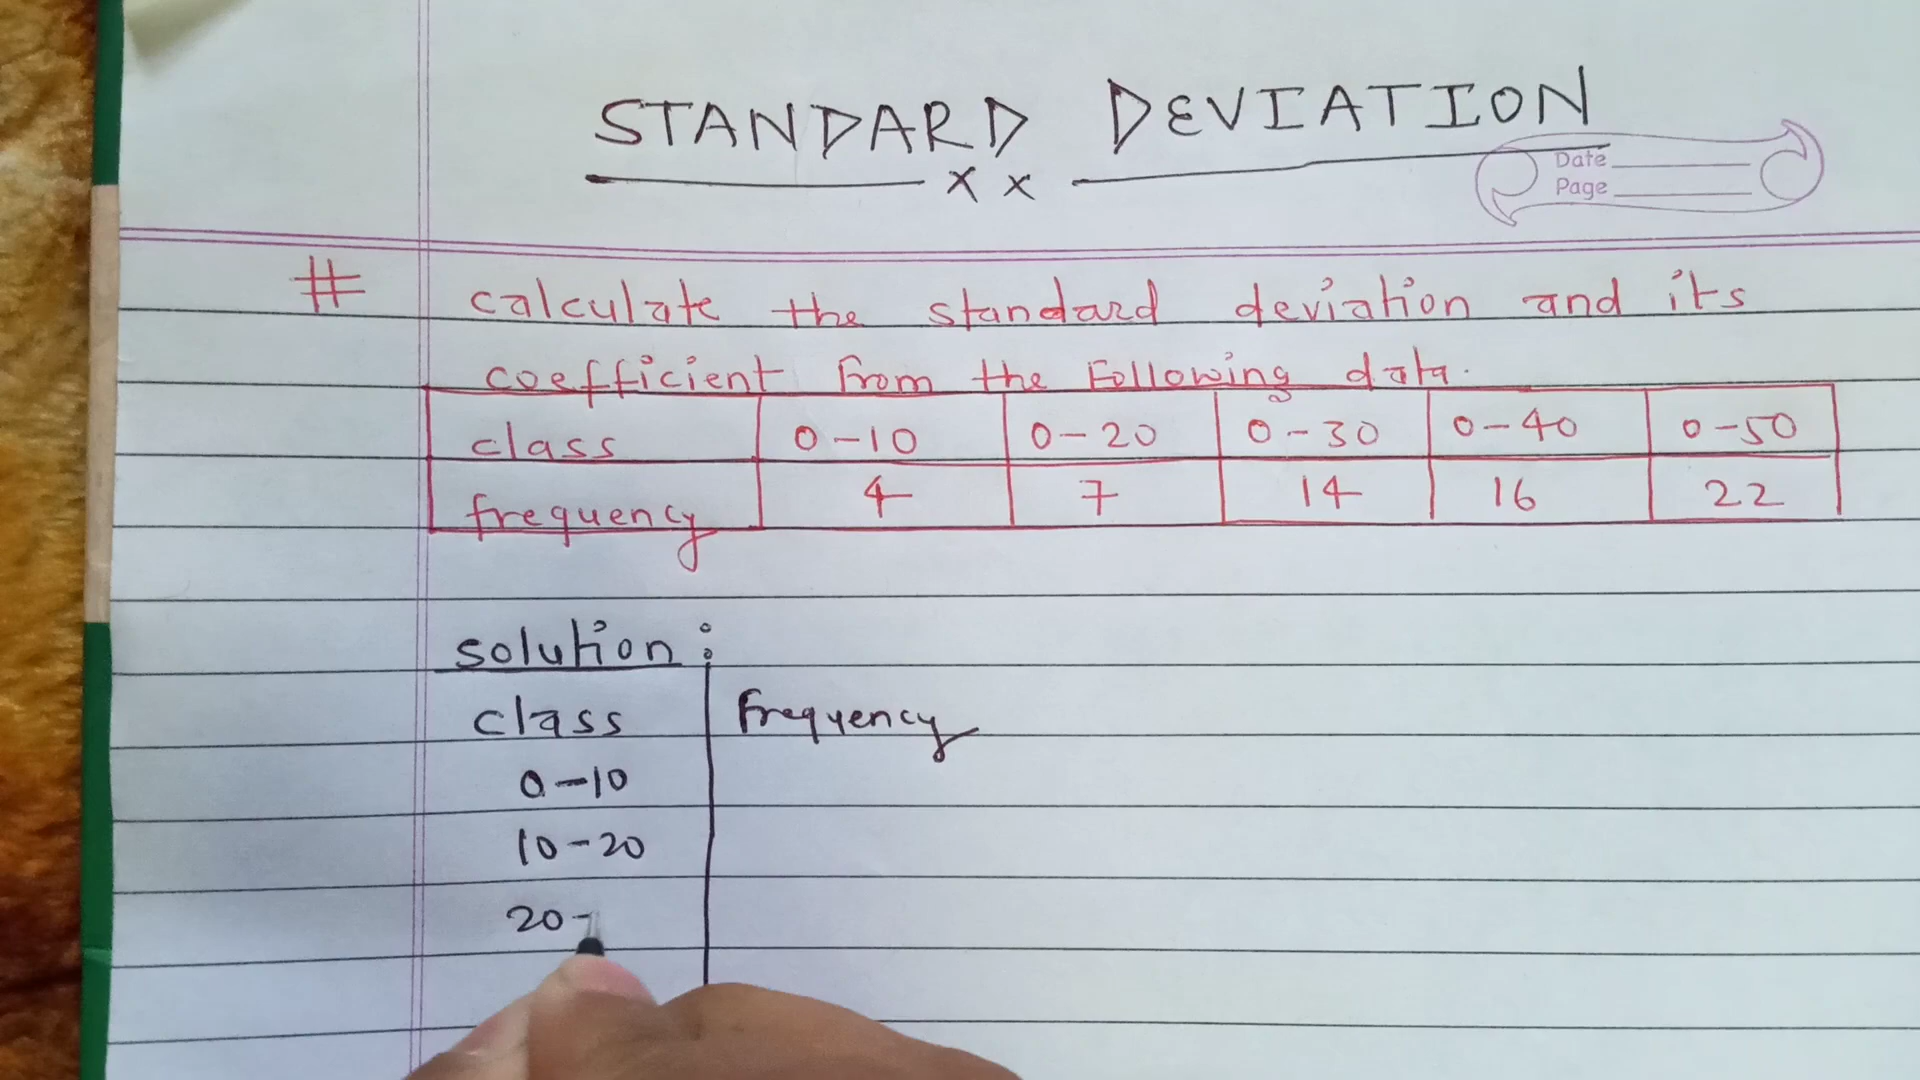 STANDARD DEVIATION
x x
Date
Page
# calculate the standard deviation and its
coefficient from the following data.
class 0-10 0-20 0-30 0-40 0-50
frequency 4 7 14 16 22
solution :
class Frequency
0-10
10-20
20-